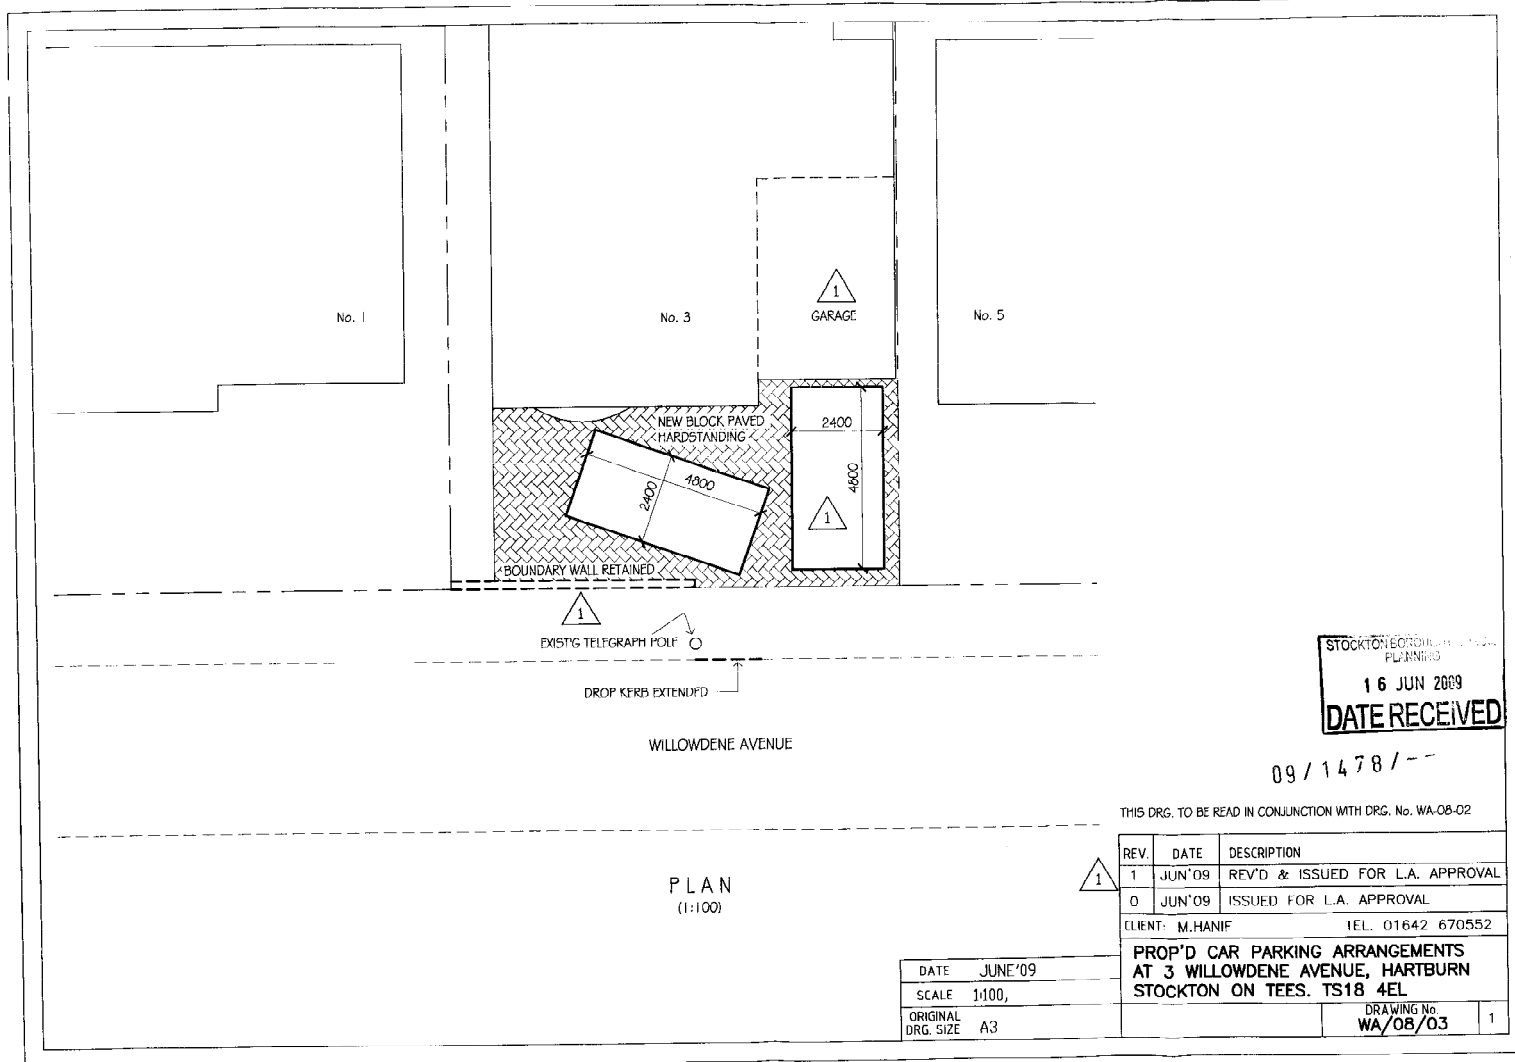 No. 1
No. 3
1
GARAGE
No. 5
NEW BLOCK PAVED
HARDSTANDING
2400
4800
2400
4800
1
BOUNDARY WALL RETAINED
1
EXIST'G TELEGRAPH POLE
DROP KERB EXTENDED
WILLOWDENE AVENUE
PLAN
(1:100)
STOCKTON
PLANNING
16 JUN 2009
DATE RECEIVED
09/1478/--
THIS DRG. TO BE READ IN CONJUNCTION WITH DRG. No. WA-08-02
REV. DATE DESCRIPTION
1
1 JUN'09 REV'D & ISSUED FOR L.A. APPROVAL
0 JUN'09 ISSUED FOR L.A. APPROVAL
CLIENT: M.HANIF TEL. 01642 670552
PROP'D CAR PARKING ARRANGEMENTS
AT 3 WILLOWDENE AVENUE, HARTBURN
STOCKTON ON TEES. TS18 4EL
DATE JUNE'09
SCALE 1:100,
ORIGINAL
DRG. SIZE A3
DRAWING No.
WA/08/03 1